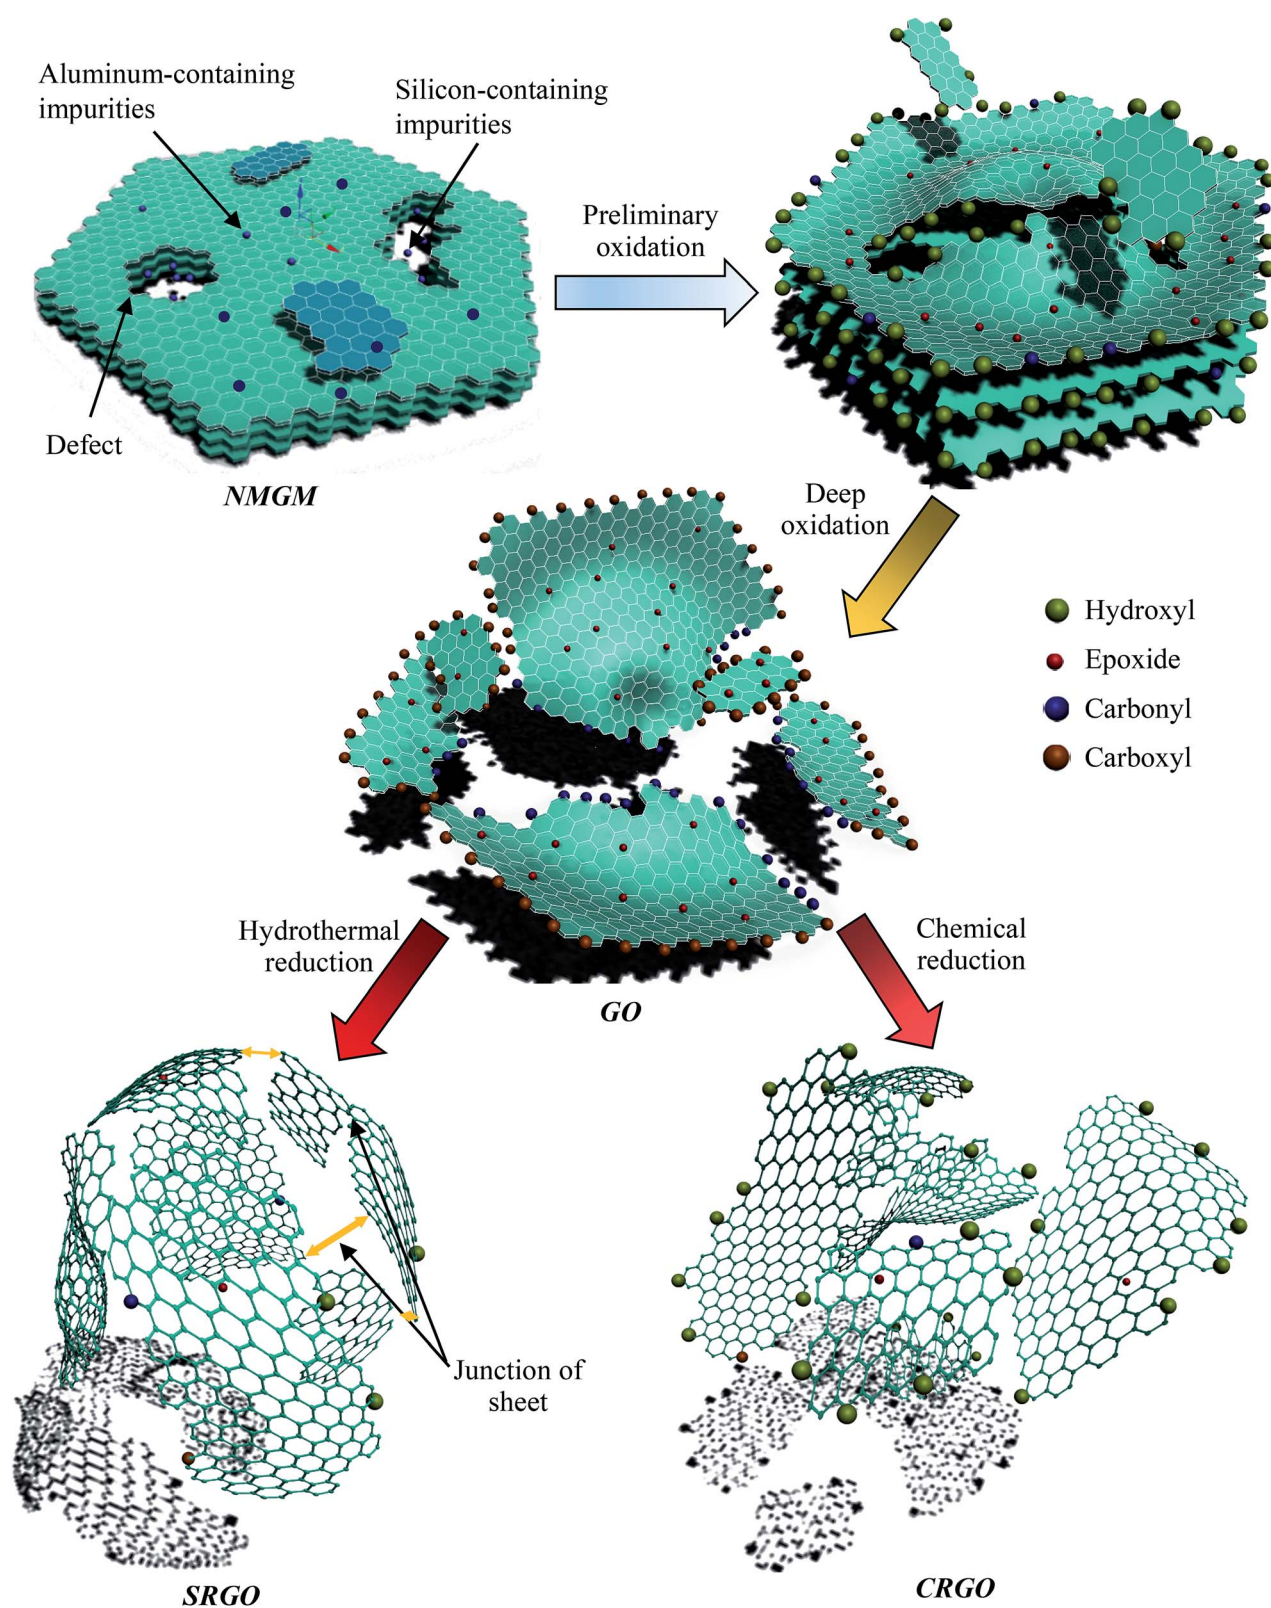 Aluminum-containing
impurities
Silicon-containing
impurities
Preliminary
oxidation
Defect
NMGM
Deep
oxidation
Hydroxyl
Epoxide
Carbonyl
Carboxyl
Hydrothermal
reduction
Chemical
reduction
GO
Junction of
sheet
SRGO
CRGO